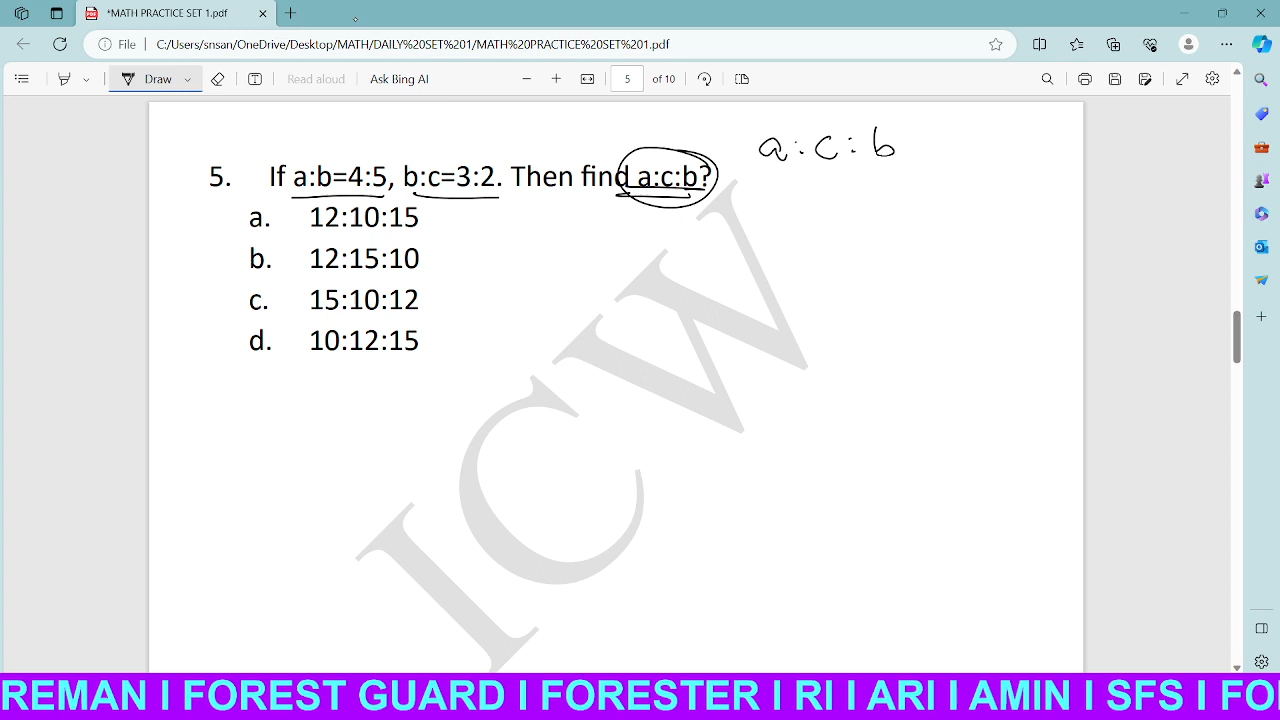 *MATH PRACTICE SET 1.pdf
File C:/Users/snsan/OneDrive/Desktop/MATH/DAILY%20SET%201/MATH%20PRACTICE%20SET%201.pdf
Draw Read aloud Ask Bing AI 5 of 10
a:c:b
5. If a:b=4:5, b:c=3:2. Then find a:c:b?
a. 12:10:15
b. 12:15:10
c. 15:10:12
d. 10:12:15
ICW
REMAN I FOREST GUARD I FORESTER I RI I ARI I AMIN I SFS I FO